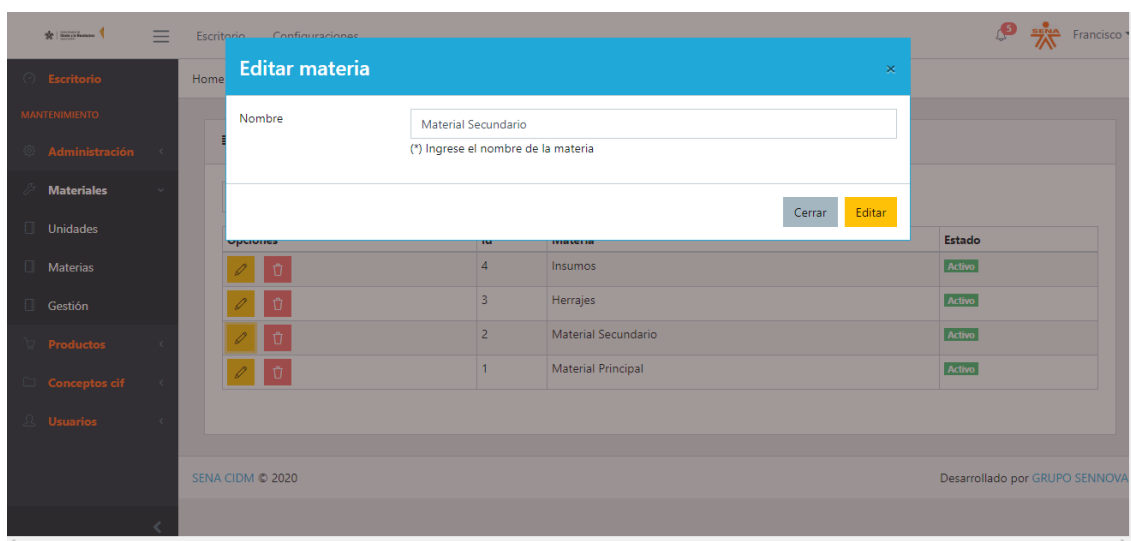 Escritorio Configuraciones 5 SENA Francisco
Editar materia ×
Escritorio Home
MANTENIMIENTO
Nombre Material Secundario
(*) Ingrese el nombre de la materia
Administración
Materiales
Cerrar Editar
Unidades
Opciones Id Materia Estado
Materias
4 Insumos Activo
Gestión
3 Herrajes Activo
Productos
2 Material Secundario Activo
Conceptos cif
1 Material Principal Activo
Usuarios
SENA CIDM © 2020 Desarrollado por GRUPO SENNOVA